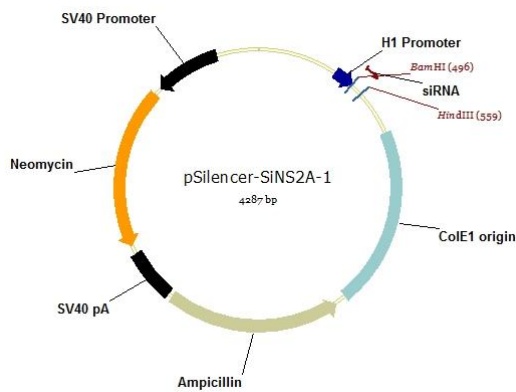 SV40 Promoter
H1 Promoter
BamHI (496)
siRNA
HindIII (559)
Neomycin
pSilencer-SiNS2A-1
4287 bp
ColE1 origin
SV40 pA
Ampicillin